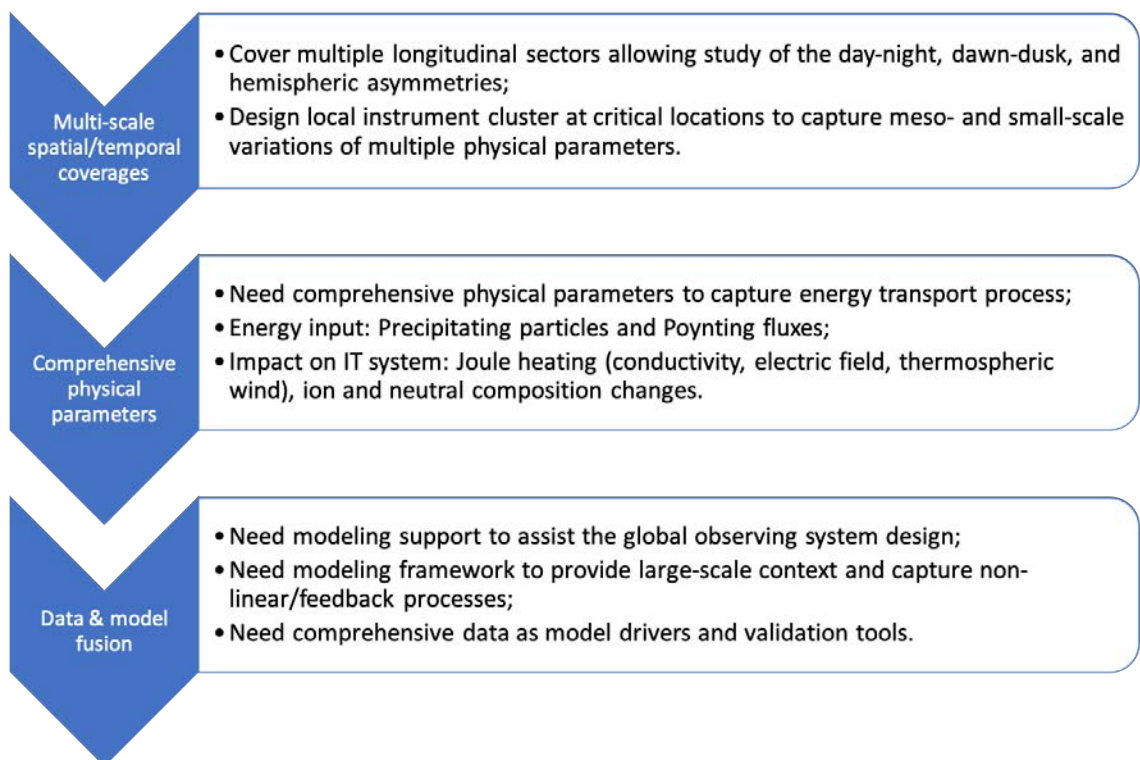 Multi-scale
spatial/temporal
coverages
• Cover multiple longitudinal sectors allowing study of the day-night, dawn-dusk, and
hemispheric asymmetries;
• Design local instrument cluster at critical locations to capture meso- and small-scale
variations of multiple physical parameters.
Comprehensive
physical
parameters
• Need comprehensive physical parameters to capture energy transport process;
• Energy input: Precipitating particles and Poynting fluxes;
• Impact on IT system: Joule heating (conductivity, electric field, thermospheric
wind), ion and neutral composition changes.
Data & model
fusion
• Need modeling support to assist the global observing system design;
• Need modeling framework to provide large-scale context and capture non-
linear/feedback processes;
• Need comprehensive data as model drivers and validation tools.